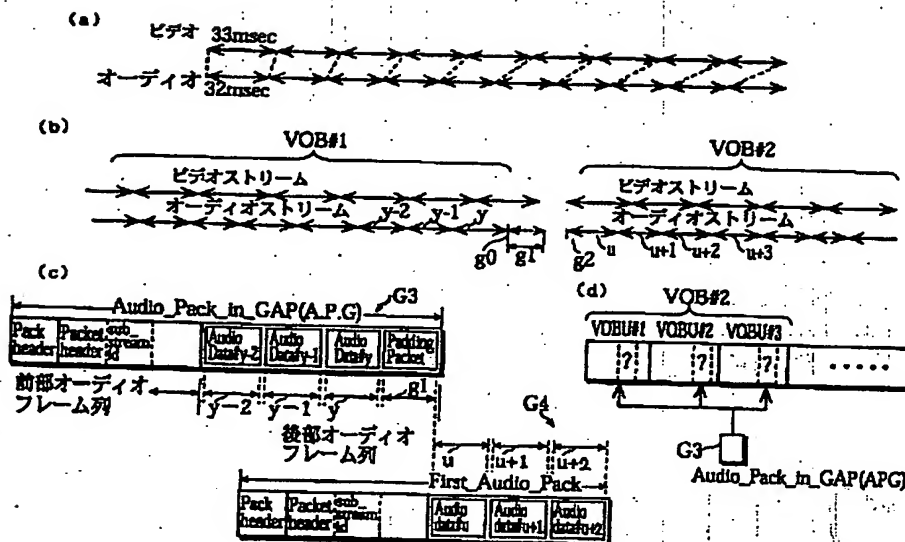 (a)
ビデオ 33msec
オーディオ 32msec
(b)
VOB#1
VOB#2
ビデオストリーム
オーディオストリーム
y-2
y-1
y
g0
g1
ビデオストリーム
オーディオストリーム
g2
u
u+1
u+2
u+3
(c)
Audio_Pack_in_GAP(A.P.G)
G3
Pack header
Packet header
sub_stream_id
Audio Datafy-2
Audio Datafy-1
Audio Datafy
Padding Packet
前部オーディオ
フレーム列
y-2
y-1
y
g1
後部オーディオ
フレーム列
G4
u
u+1
u+2
First_Audio_Pack
Pack header
Packet header
sub_stream_id
Audio datafu
Audio datafu+1
Audio datafu+2
(d)
VOB#2
VOBU#1
VOBU#2
VOBU#3
?
?
?
.....
G3
Audio_Pack_in_GAP(APG)